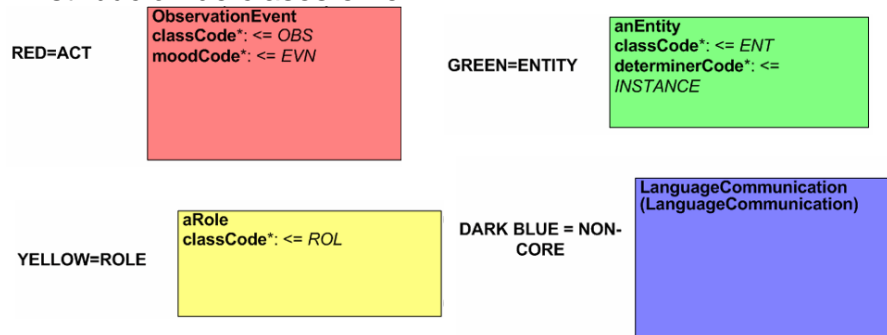 RED=ACT
ObservationEvent
classCode*: <= OBS
moodCode*: <= EVN
GREEN=ENTITY
anEntity
classCode*: <= ENT
determinerCode*: <=
INSTANCE
YELLOW=ROLE
aRole
classCode*: <= ROL
DARK BLUE = NON-
CORE
LanguageCommunication
(LanguageCommunication)